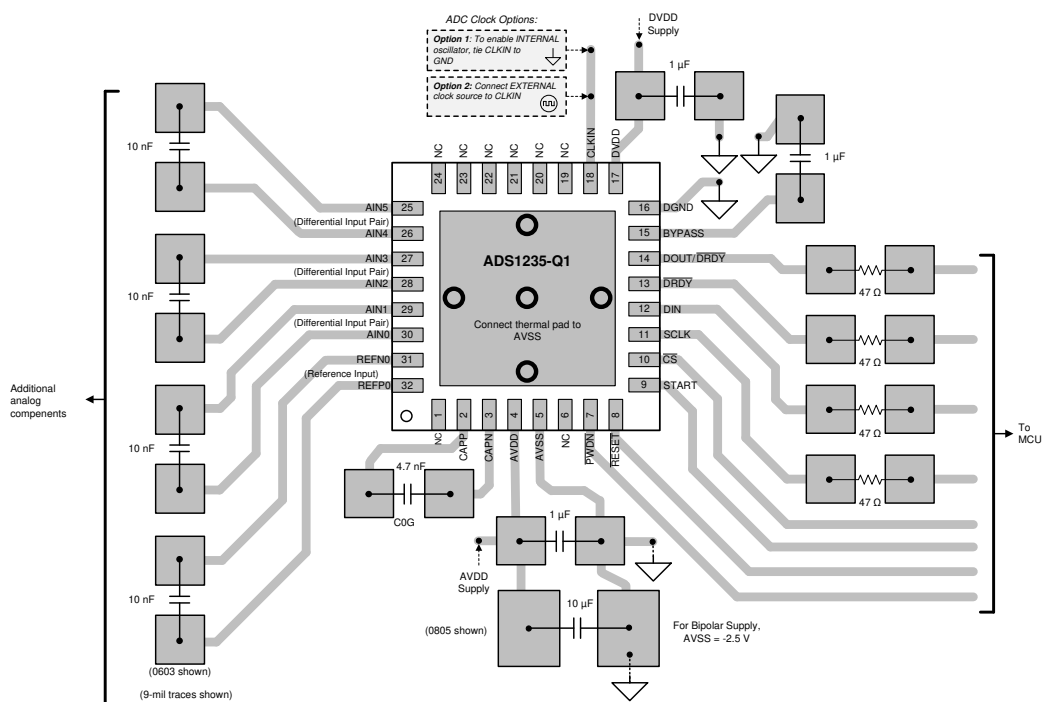 ADC Clock Options:
Option 1: To enable INTERNAL
oscillator, tie CLKIN to
GND
Option 2: Connect EXTERNAL
clock source to CLKIN
DVDD
Supply
1 µF
1 µF
10 nF
10 nF
10 nF
10 nF
(0603 shown)
(9-mil traces shown)
Additional
analog
compenents
NC
NC
NC
NC
NC
NC
CLKIN
DVDD
24
23
22
21
20
19
18
17
AIN5 25
(Differential Input Pair)
AIN4 26
AIN3 27
(Differential Input Pair)
AIN2 28
AIN1 29
(Differential Input Pair)
AIN0 30
REFN0 31
(Reference Input)
REFP0 32
ADS1235-Q1
Connect thermal pad to
AVSS
16 DGND
15 BYPASS
14 DOUT/DRDY
13 DRDY
12 DIN
11 SCLK
10 CS
9 START
1
2
3
4
5
6
7
8
NC
CAPP
CAPN
AVDD
AVSS
NC
PWDN
RESET
47 Ω
47 Ω
47 Ω
47 Ω
To
MCU
4.7 nF
C0G
1 µF
AVDD
Supply
10 µF
(0805 shown)
For Bipolar Supply,
AVSS = -2.5 V